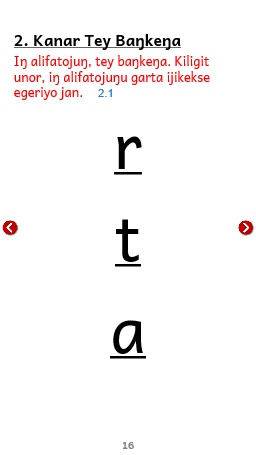 2. Kanar Tey Baŋkeŋa
Iŋ alifatojuŋ, tey baŋkeŋa. Kiligit
unor, iŋ alifatojuŋu garta ijikekse
egeriyo jan. 2.1
r
t
a
16